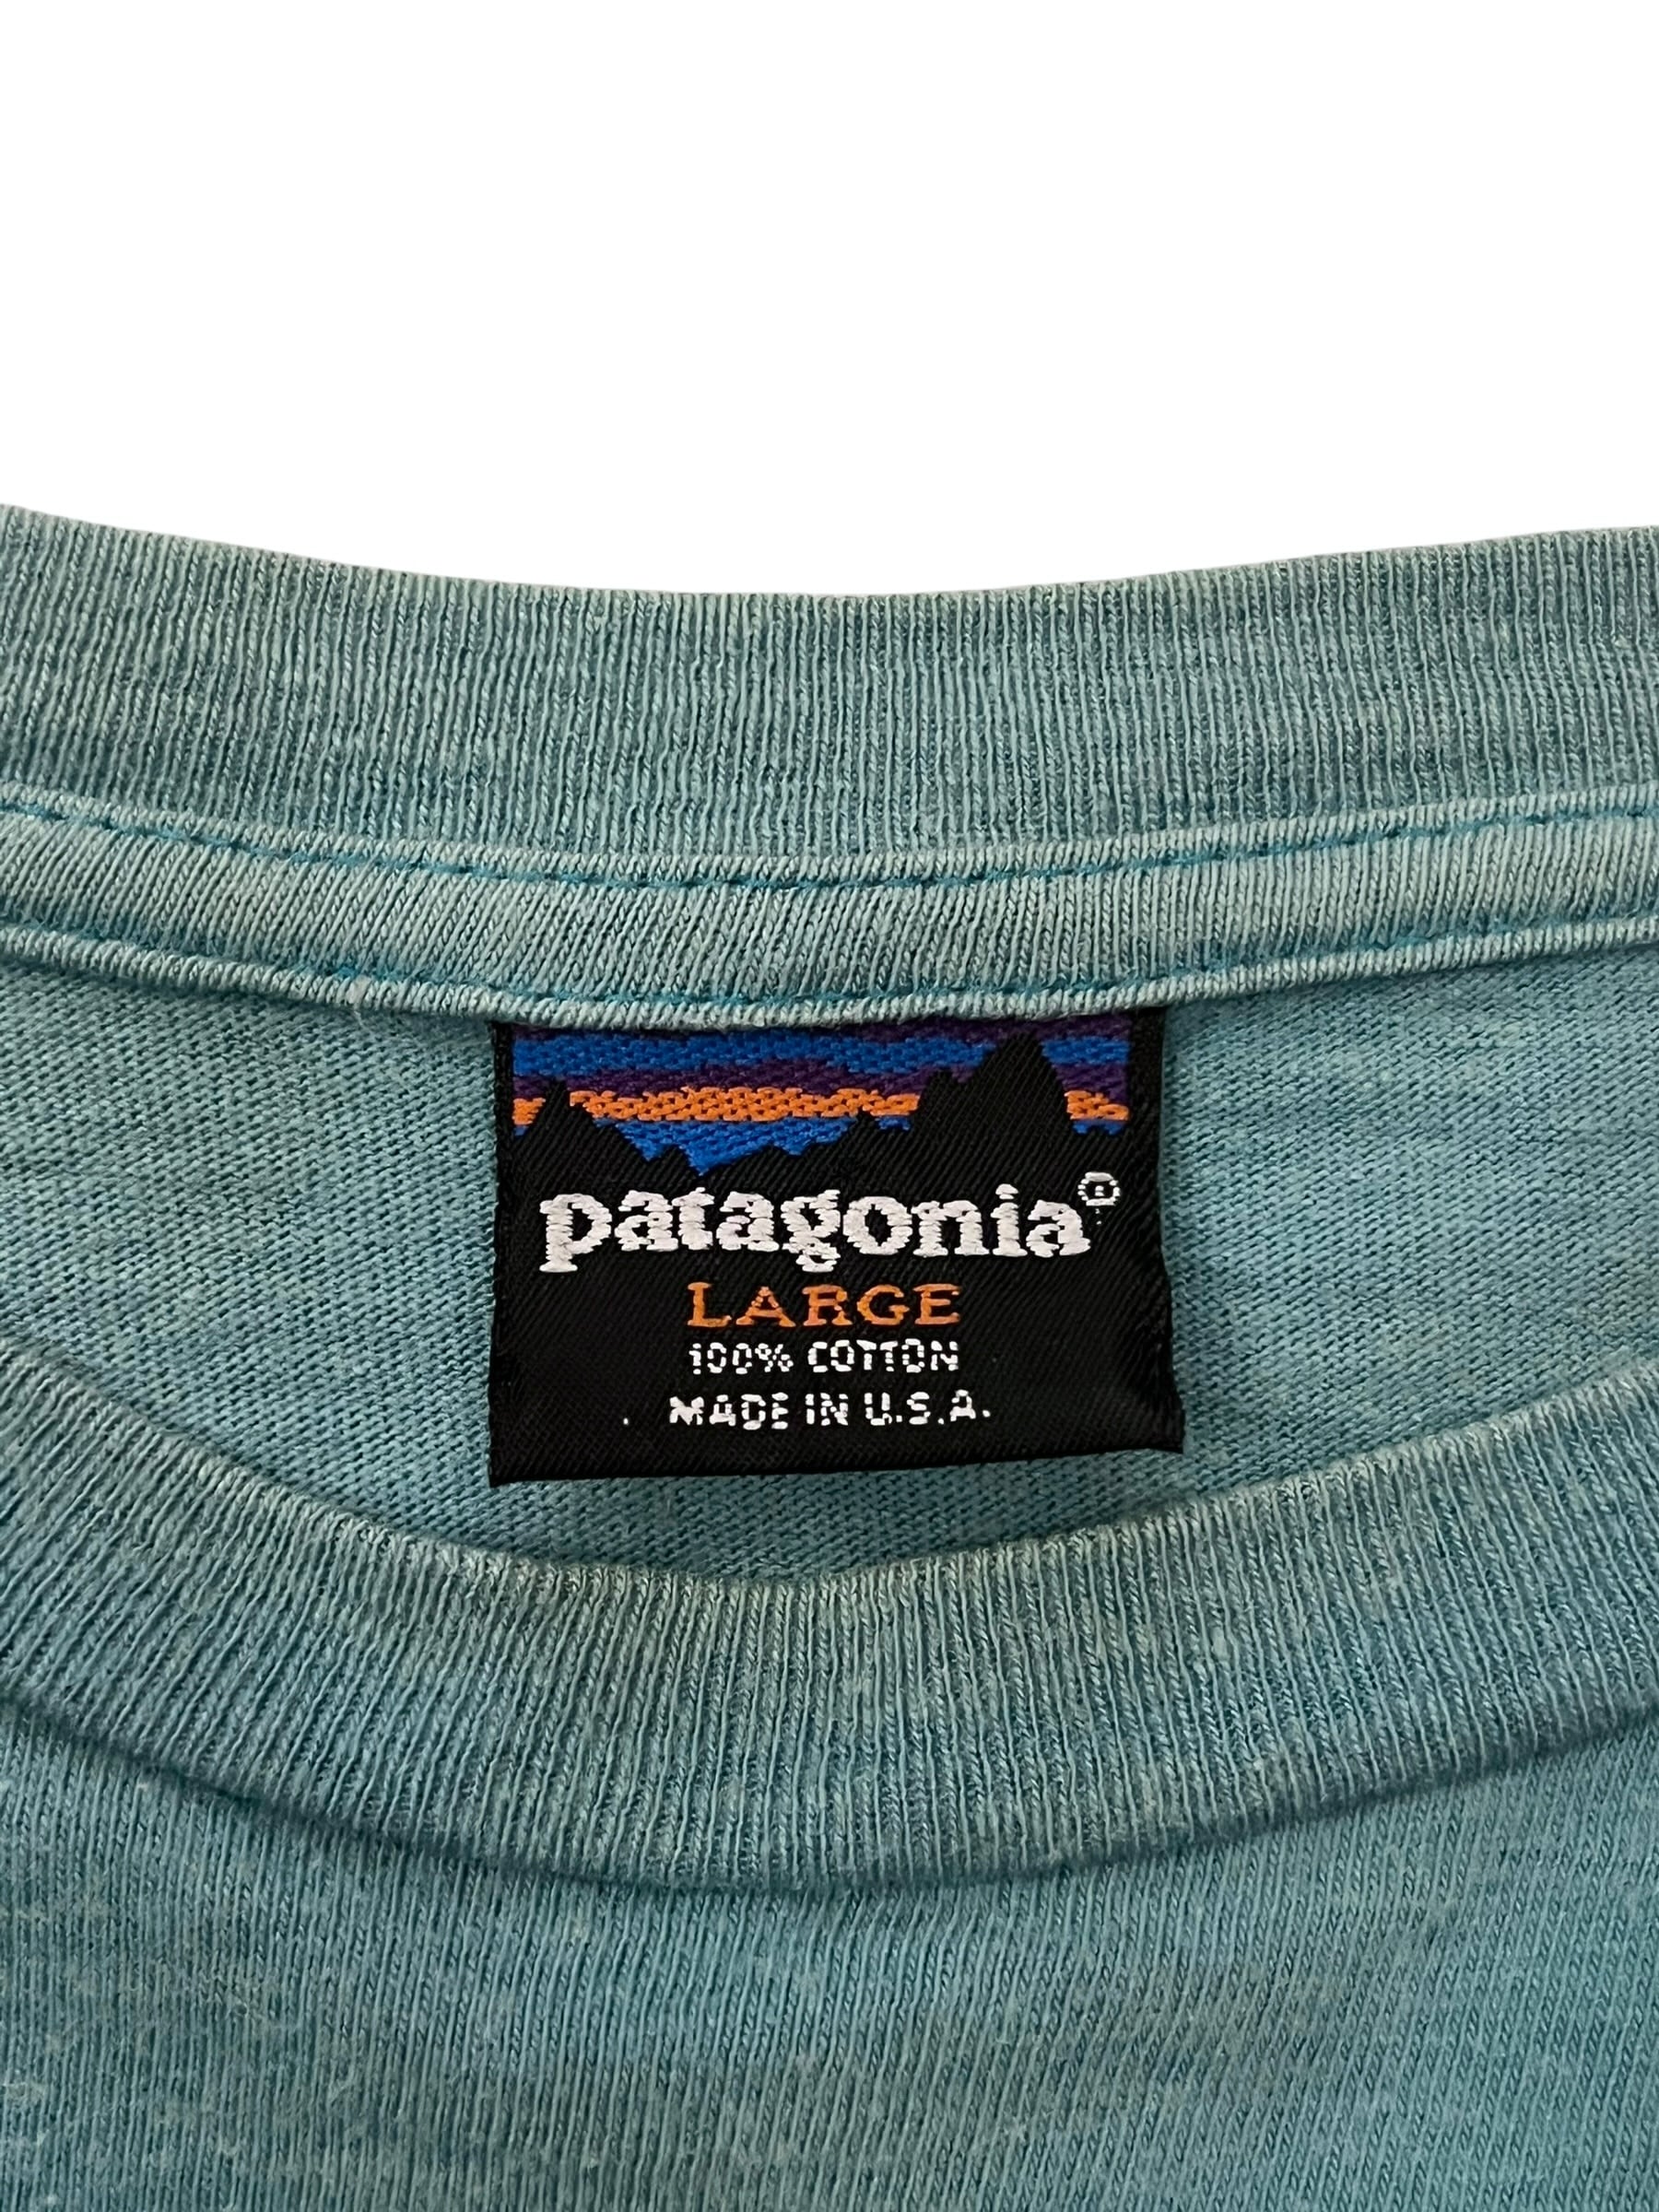 patagonia®
LARGE
100% COTTON
MADE IN U.S.A.